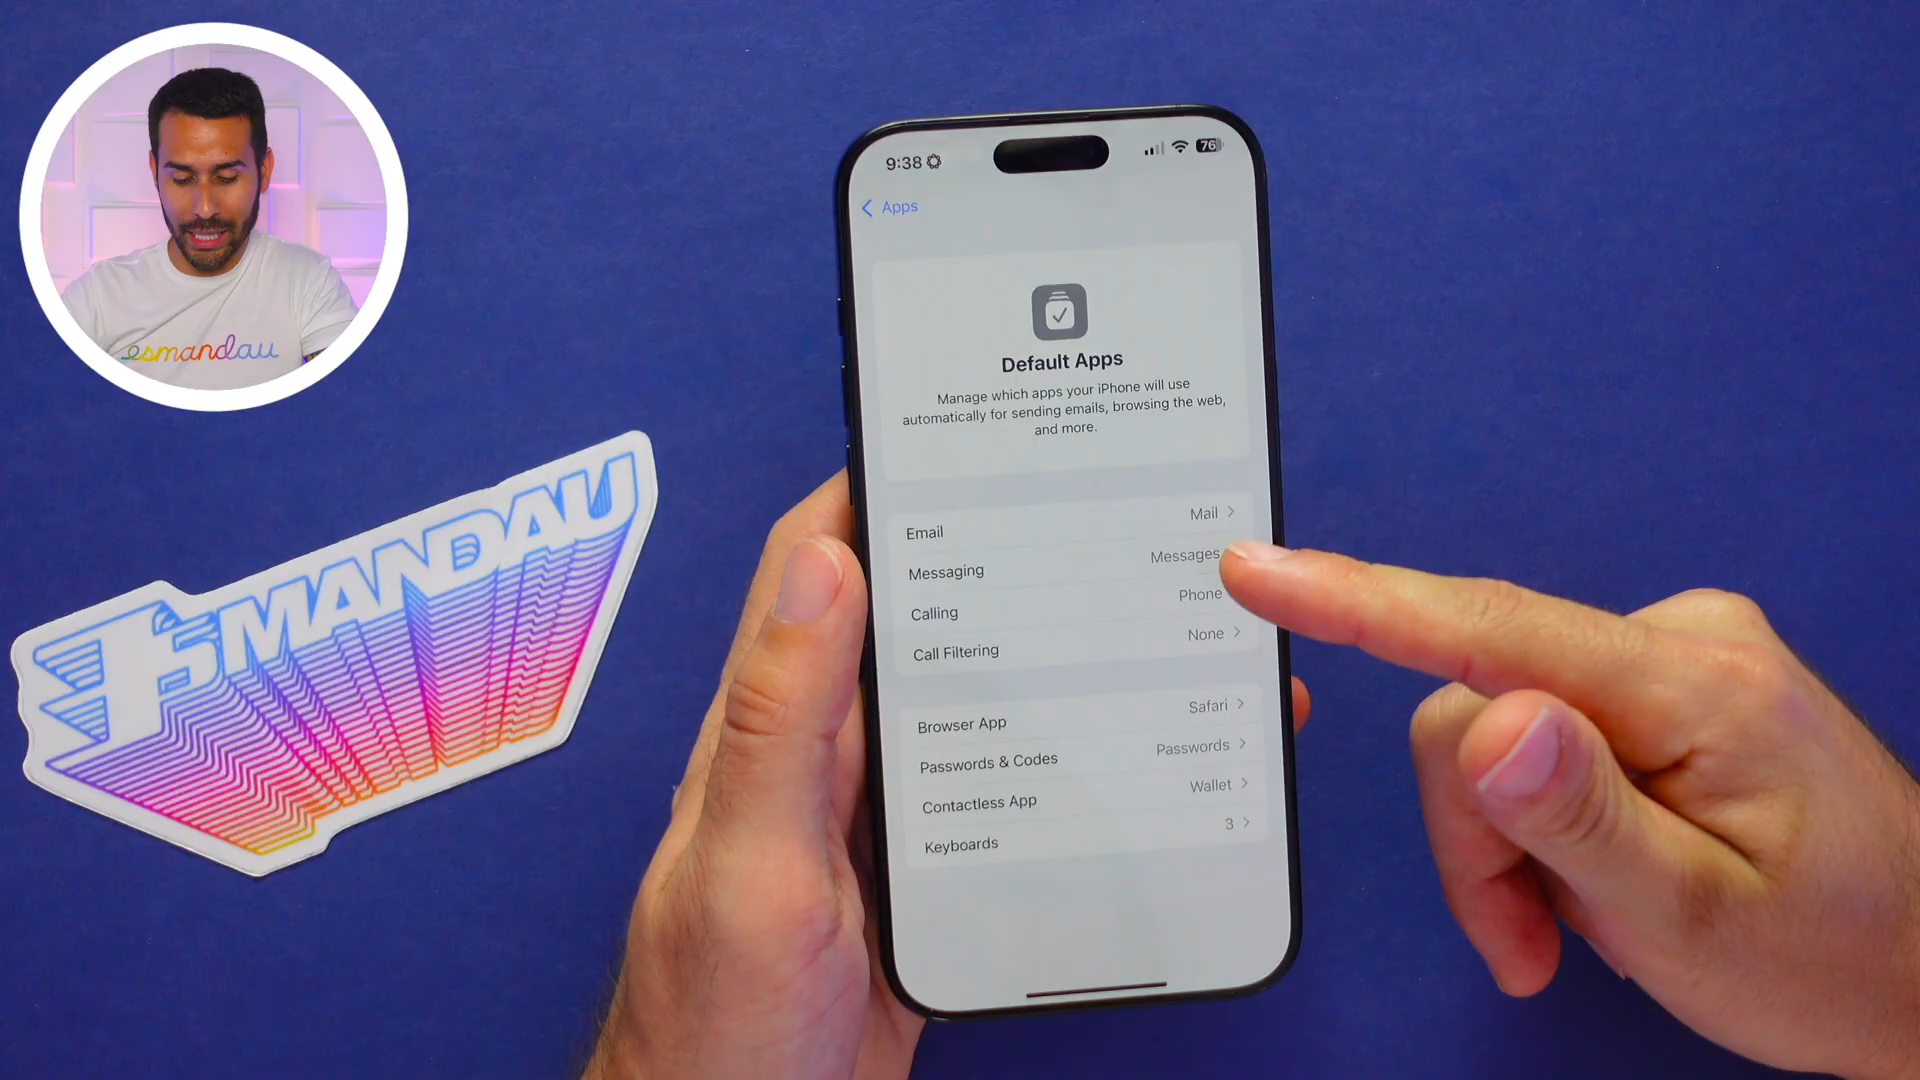 esmandau
ESMANDAU
9:38
76
Apps
Default Apps
Manage which apps your iPhone will use
automatically for sending emails, browsing the web,
and more.
Email Mail
Messaging Messages
Calling Phone
Call Filtering None
Browser App Safari
Passwords & Codes Passwords
Contactless App Wallet
Keyboards 3